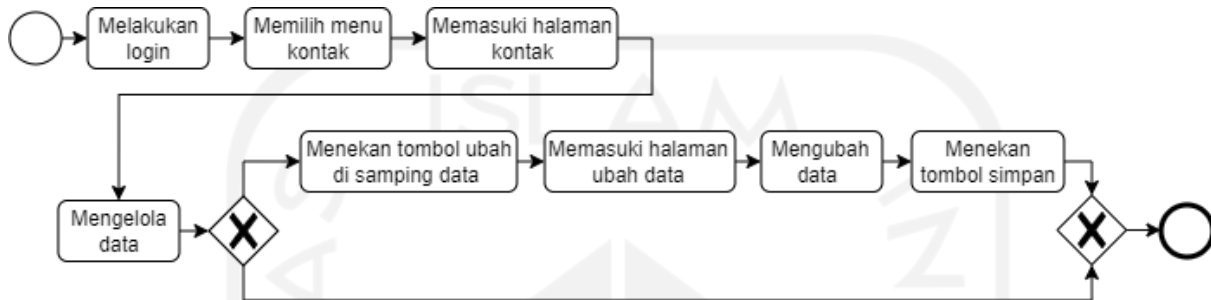 Melakukan
login
Memilih menu
kontak
Memasuki halaman
kontak
ISLAM
Menekan tombol ubah
di samping data
Memasuki halaman
ubah data
Mengubah
data
Menekan
tombol simpan
Mengelola
data